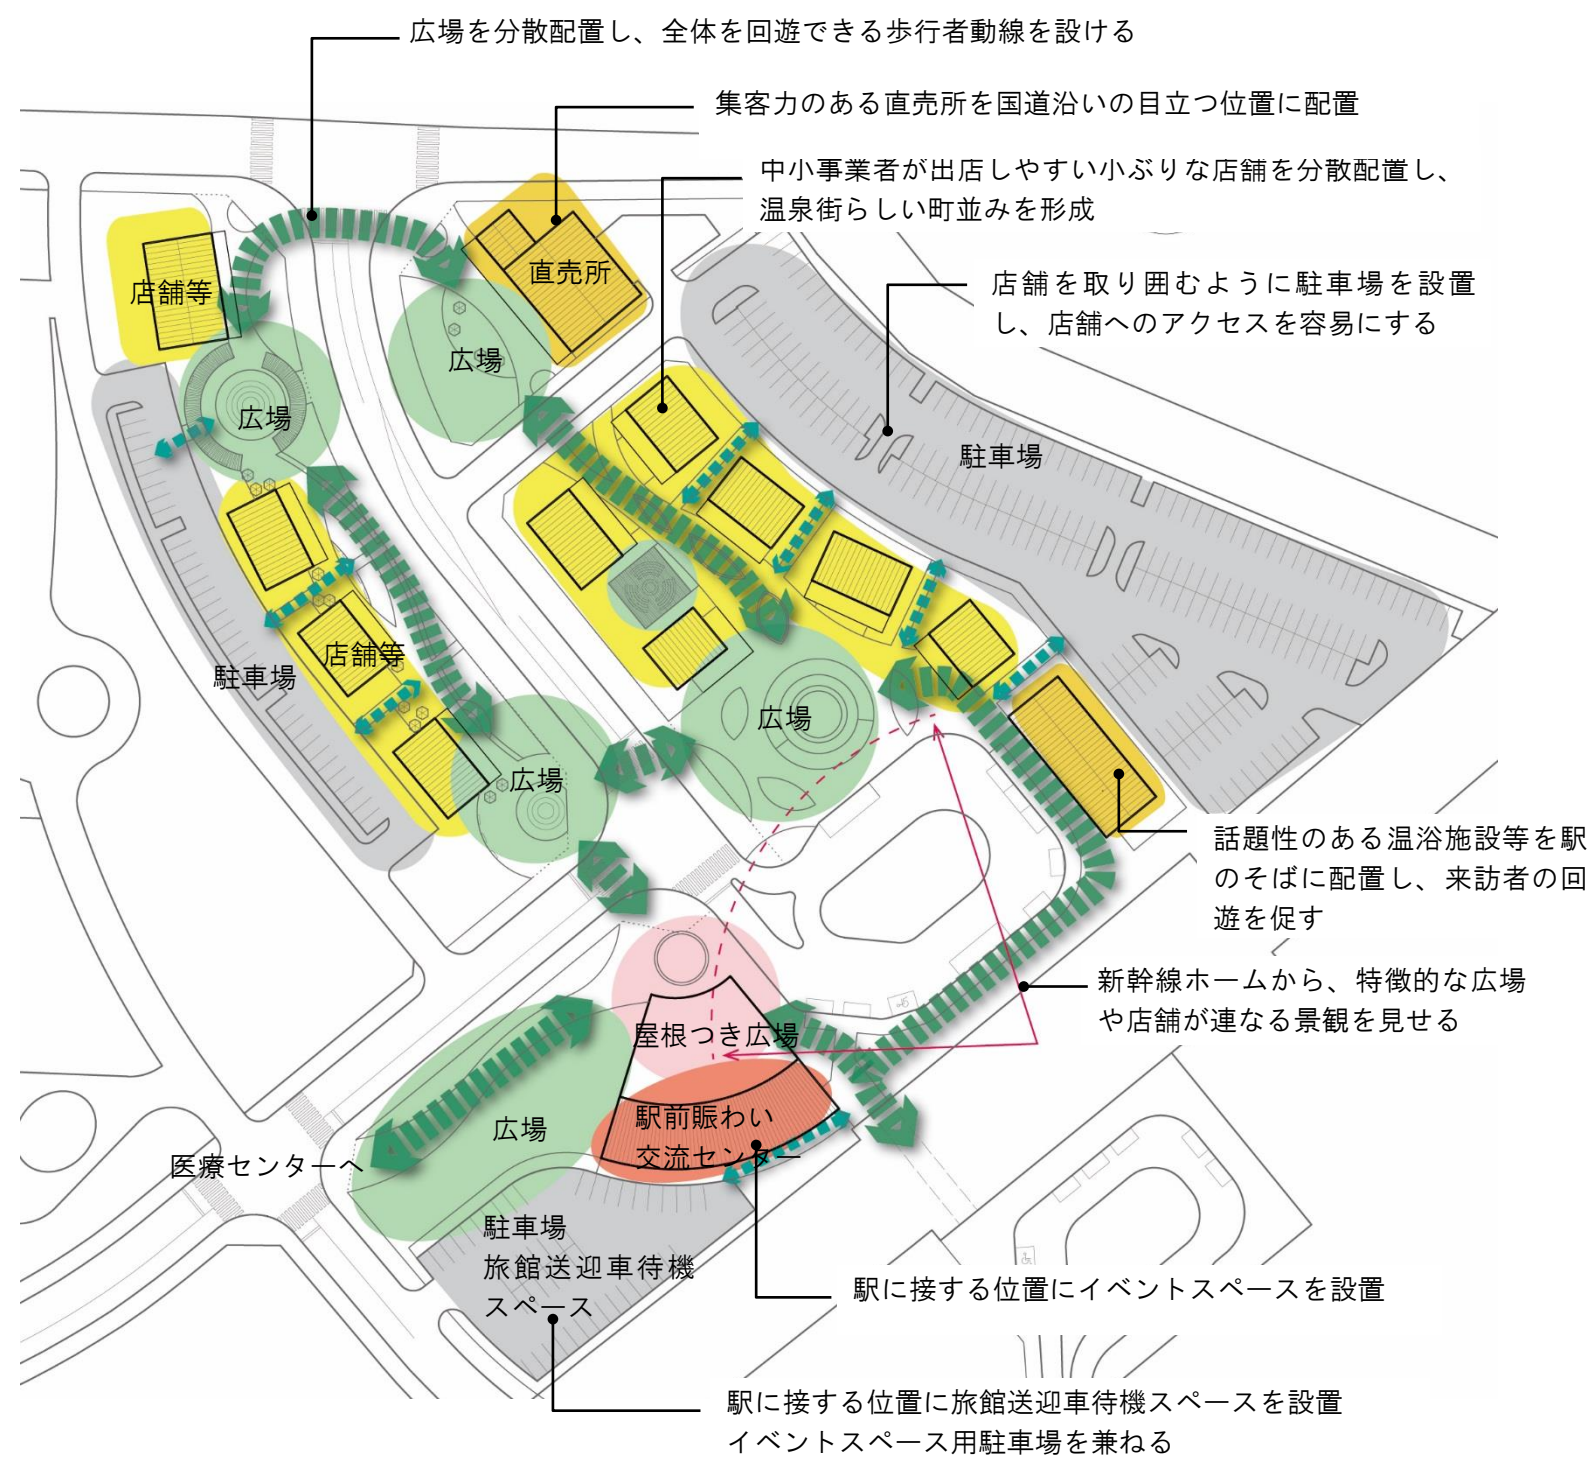 広場を分散配置し、全体を回遊できる歩行者動線を設ける
集客力のある直売所を国道沿いの目立つ位置に配置
中小事業者が出店しやすい小ぶりな店舗を分散配置し、
温泉街らしい町並みを形成
店舗を取り囲むように駐車場を設置
し、店舗へのアクセスを容易にする
直売所
店舗等
広場
広場
駐車場
店舗等
駐車場
広場
広場
話題性のある温浴施設等を駅
のそばに配置し、来訪者の回
遊を促す
新幹線ホームから、特徴的な広場
や店舗が連なる景観を見せる
屋根つき広場
駅前賑わい
交流センター
広場
医療センターへ
駐車場
旅館送迎車待機
スペース
駅に接する位置にイベントスペースを設置
駅に接する位置に旅館送迎車待機スペースを設置
イベントスペース用駐車場を兼ねる